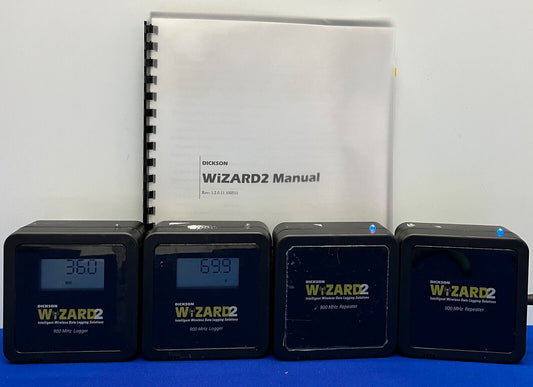 DICKSON
WiZARD2 Manual
36.0
DICKSON
WiZARD2
Intelligent Wireless Data Logging Solutions
900 MHz Logger
69.9
DICKSON
WiZARD2
Intelligent Wireless Data Logging Solutions
900 MHz Logger
DICKSON
WiZARD2
Intelligent Wireless Data Logging Solutions
900 MHz Repeater
DICKSON
WiZARD2
Intelligent Wireless Data Logging Solutions
900 MHz Repeater